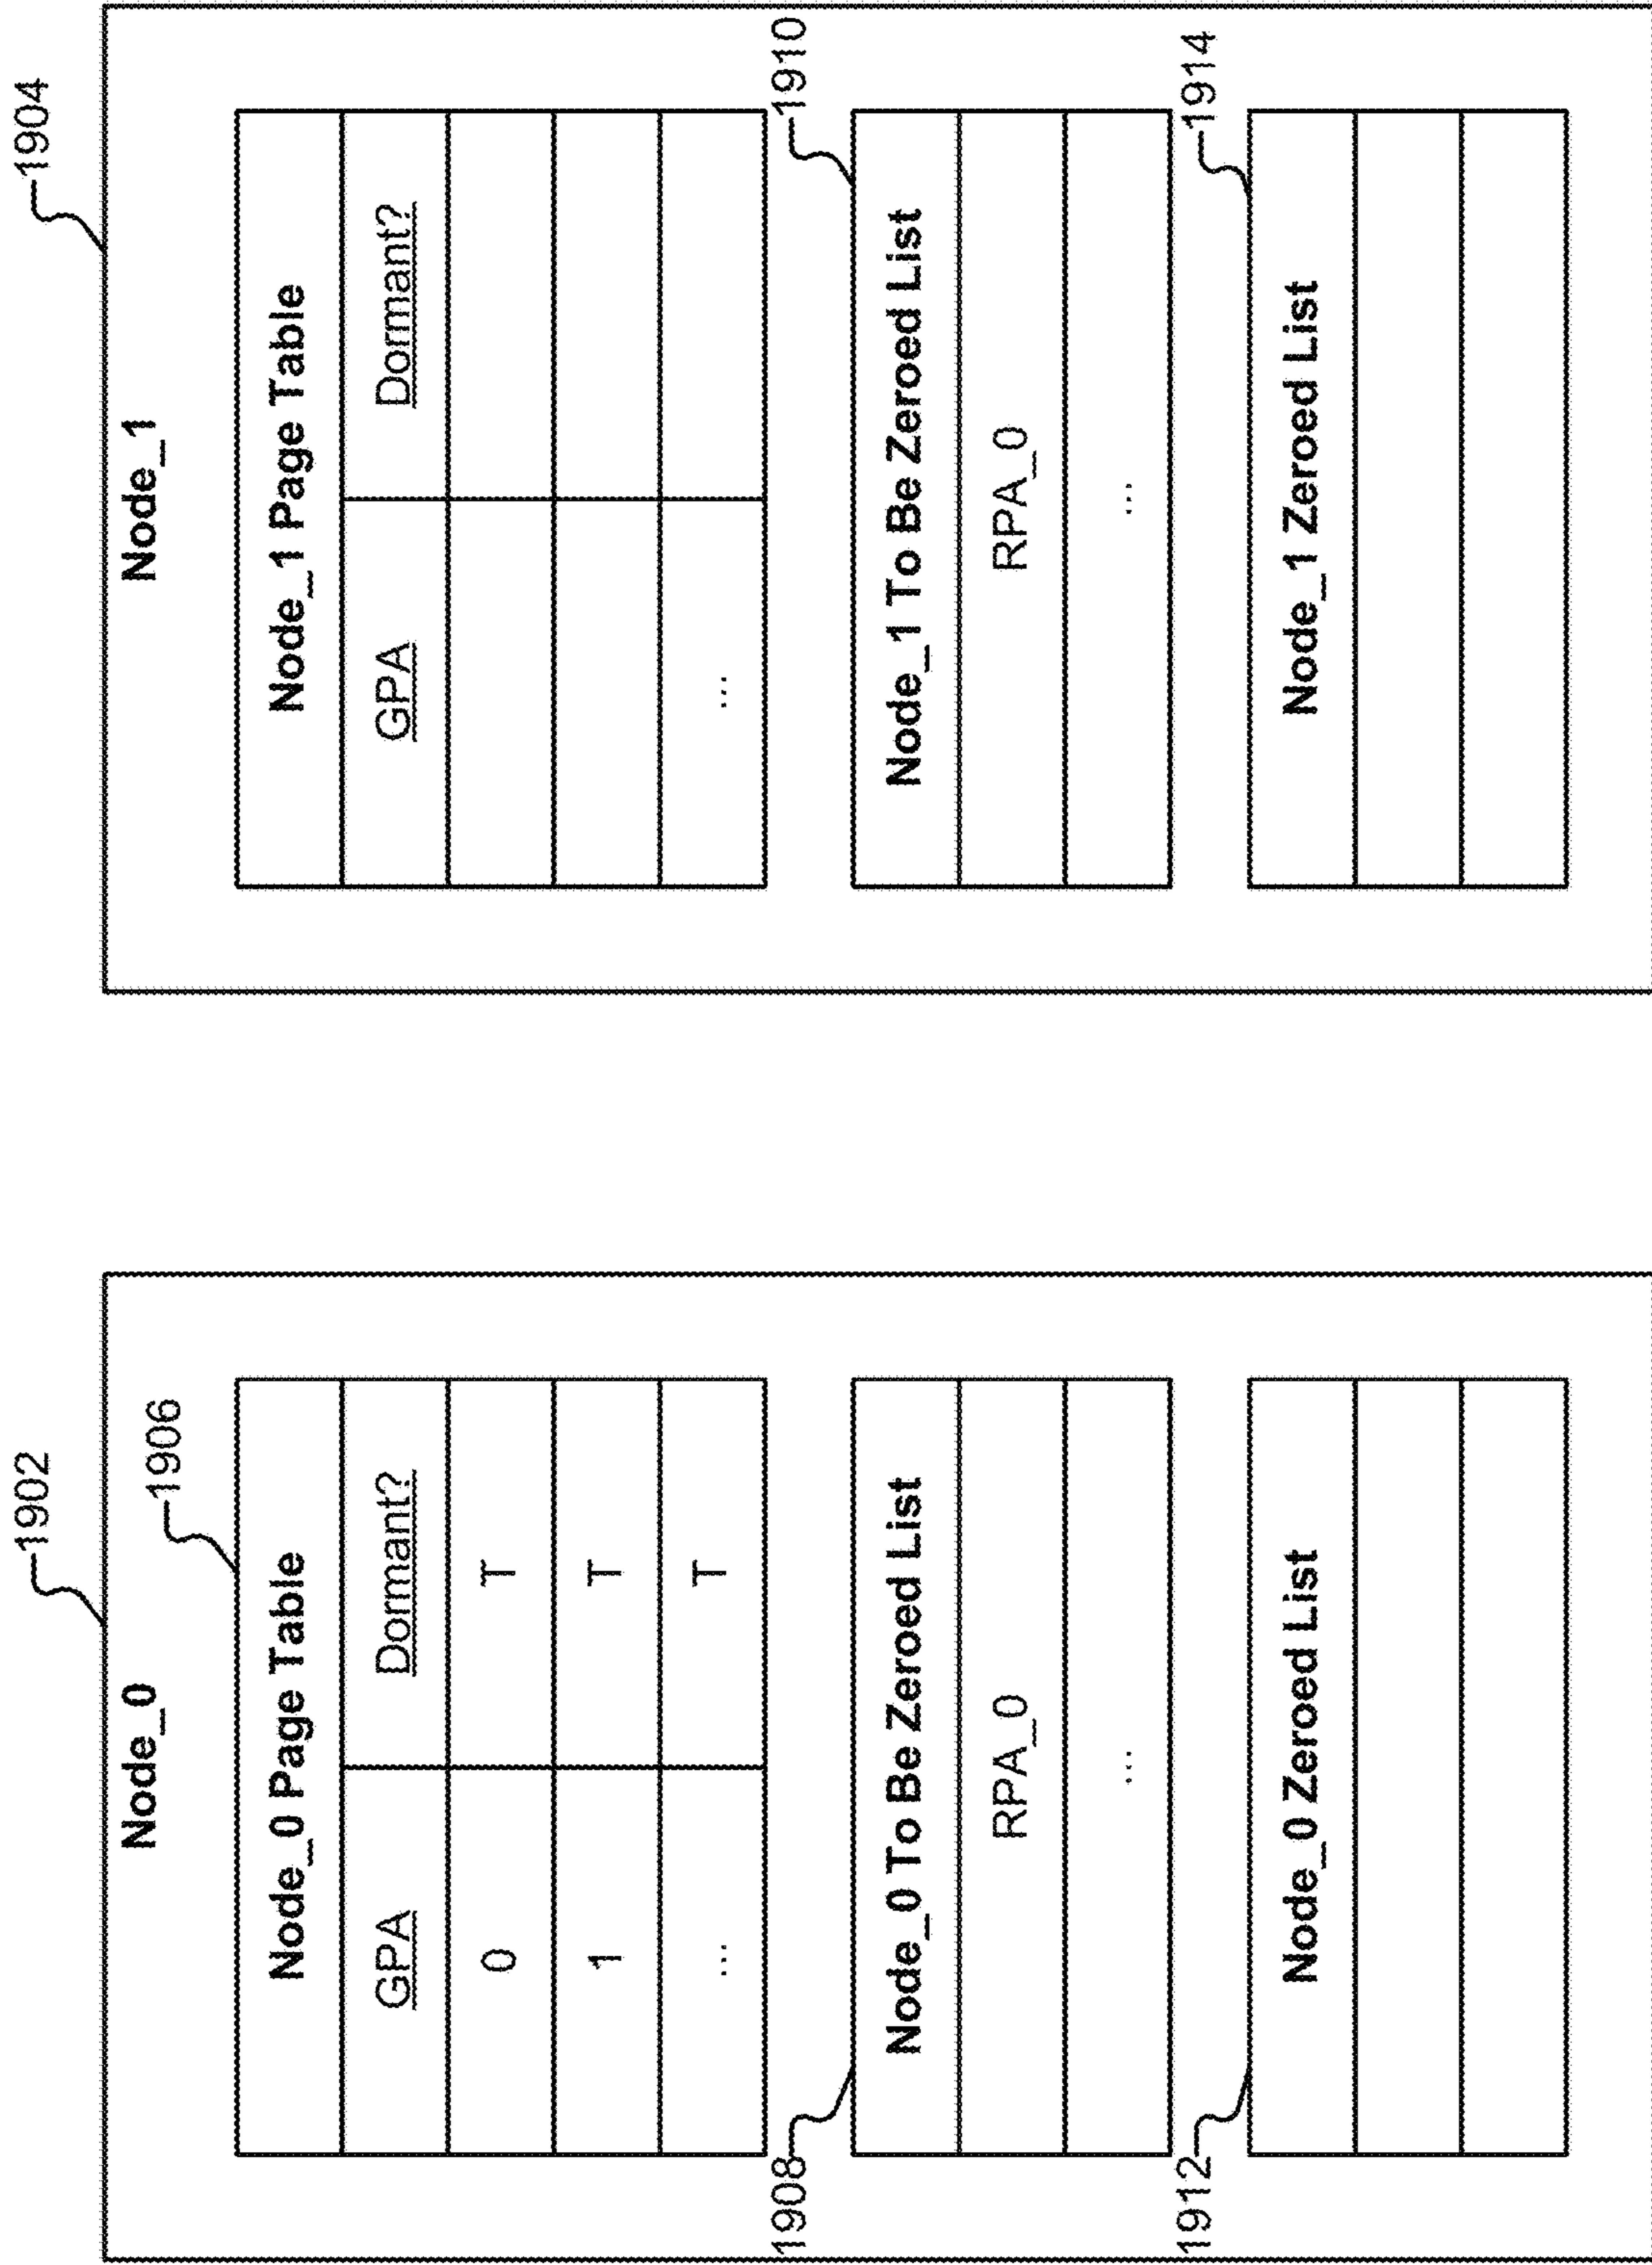 1902
Node_0
1906
Node_0 Page Table
GPA Dormant?
0 T
1 T
... T
1908
Node_0 To Be Zeroed List
RPA_0
...
1912
Node_0 Zeroed List
1904
Node_1
Node_1 Page Table
GPA Dormant?
...
1910
Node_1 To Be Zeroed List
RPA_0
...
1914
Node_1 Zeroed List